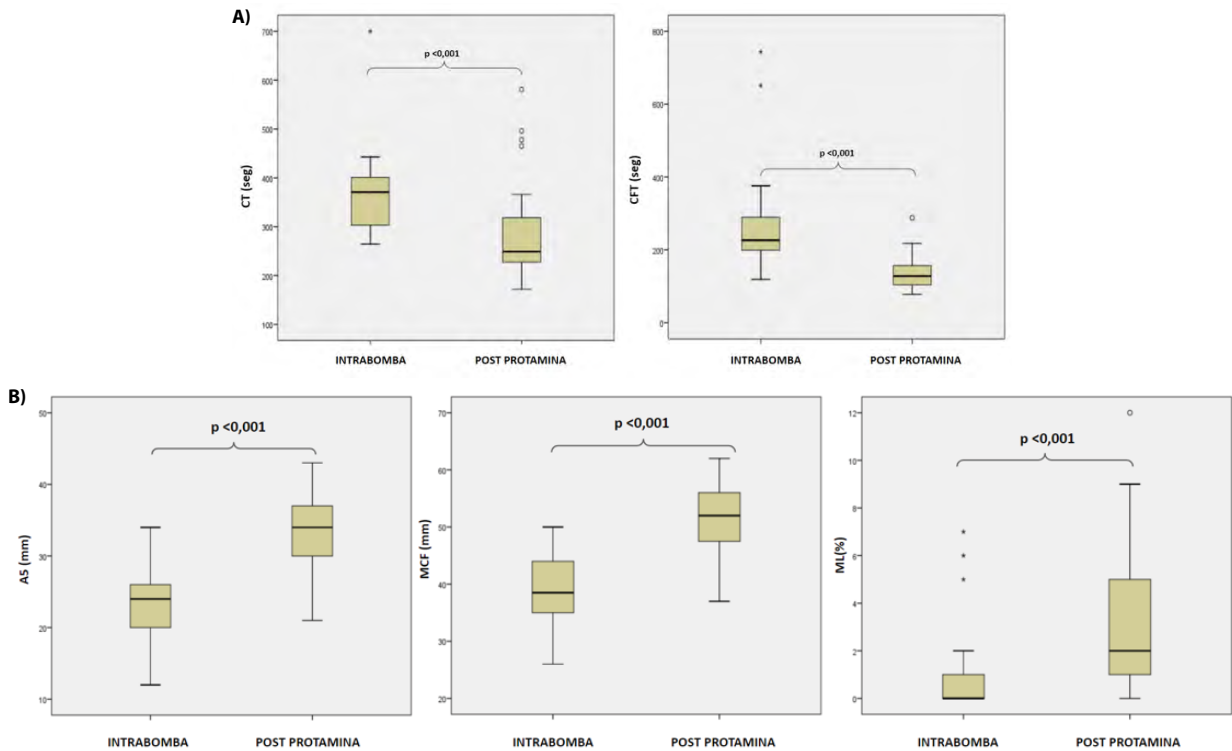 A)
700
600
500
400
300
200
100
CT (seg)
p <0,001
INTRABOMBA
POST PROTAMINA
800
600
400
200
0
CFT (seg)
p <0,001
INTRABOMBA
POST PROTAMINA
B)
50
40
30
20
10
A5 (mm)
p <0,001
INTRABOMBA
POST PROTAMINA
70
60
50
40
30
20
MCF (mm)
p <0,001
INTRABOMBA
POST PROTAMINA
12
10
8
6
4
2
0
ML(%)
p <0,001
INTRABOMBA
POST PROTAMINA